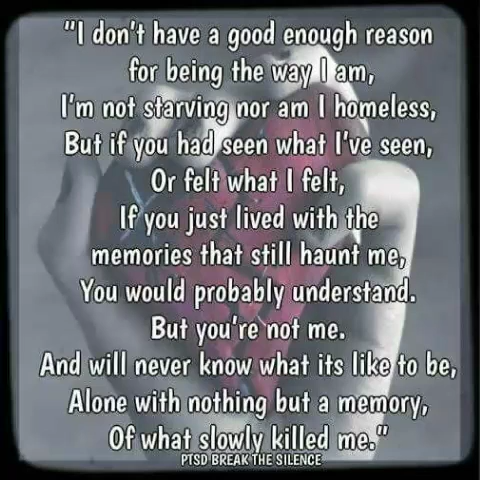 "I don't have a good enough reason
for being the way I am,
I'm not starving nor am I homeless,
But if you had seen what I've seen,
Or felt what I felt,
If you just lived with the
memories that still haunt me,
You would probably understand.
But you're not me.
And will never know what its like to be,
Alone with nothing but a memory,
Of what slowly killed me."
PTSD BREAK THE SILENCE